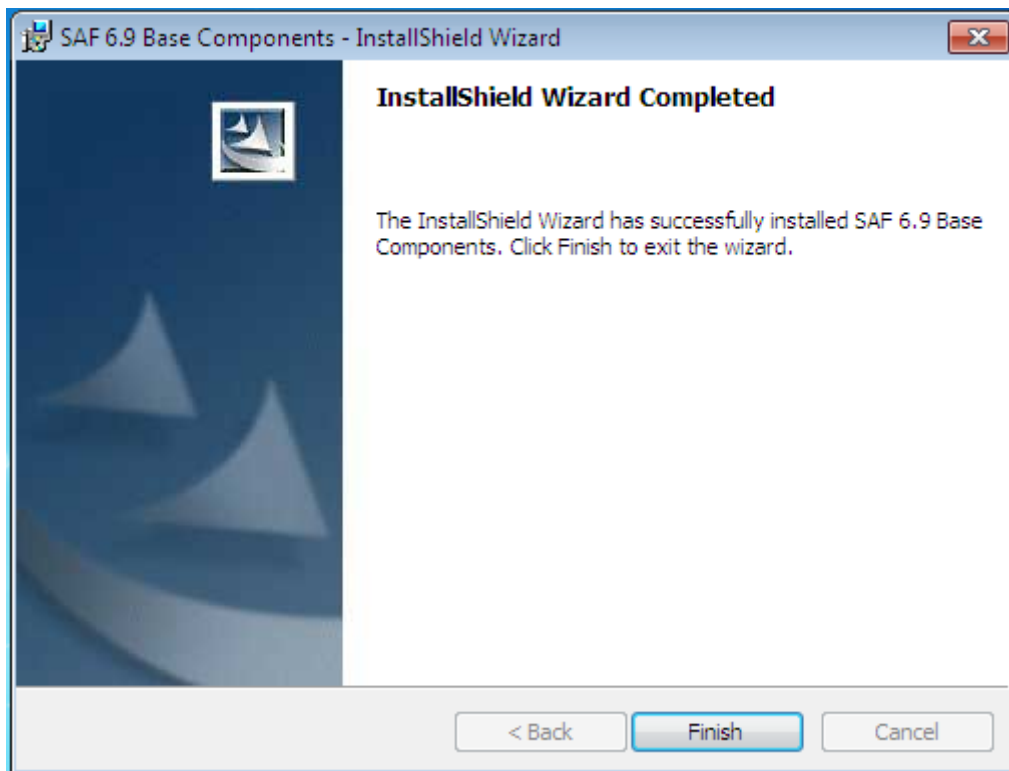 SAF 6.9 Base Components - InstallShield Wizard
InstallShield Wizard Completed
The InstallShield Wizard has successfully installed SAF 6.9 Base
Components. Click Finish to exit the wizard.
< Back Finish Cancel